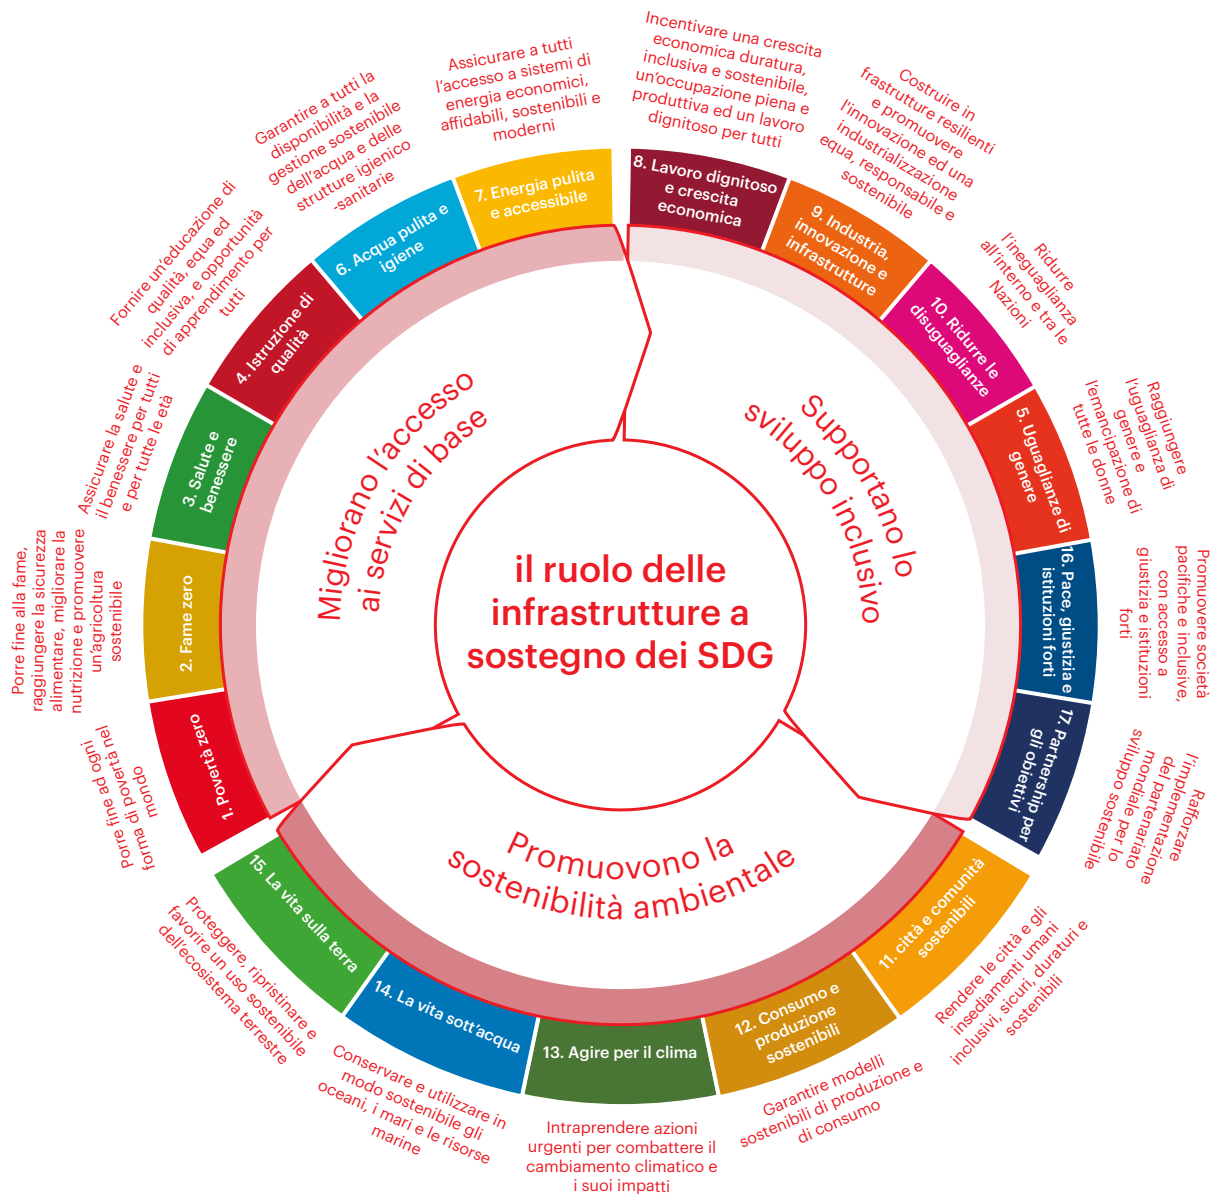 il ruolo delle
infrastrutture a
sostegno dei SDG
Migliorano l'accesso
ai servizi di base
Supportano lo
sviluppo inclusivo
Promuovono la
sostenibilità ambientale
1. Povertà zero
Porre fine ad ogni
forma di povertà nel
mondo
2. Fame zero
Porre fine alla fame,
raggiungere la sicurezza
alimentare, migliorare la
nutrizione e promuovere
un'agricoltura
sostenibile
3. Salute e
benessere
Assicurare la salute e
il benessere per tutti
e per tutte le età
4. Istruzione di
qualità
Fornire un'educazione di
qualità, equa ed
inclusiva, e opportunità
di apprendimento per
tutti
6. Acqua pulita e
igiene
Garantire a tutti la
disponibilità e la
gestione sostenibile
dell'acqua e delle
strutture igienico
-sanitarie
7. Energia pulita
e accessibile
Assicurare a tutti
l'accesso a sistemi di
energia economici,
affidabili, sostenibili e
moderni
8. Lavoro dignitoso
e crescita
economica
Incentivare una crescita
economica duratura,
inclusiva e sostenibile,
un'occupazione piena e
produttiva ed un lavoro
dignitoso per tutti
9. Industria,
innovazione e
infrastrutture
Costruire in
frastrutture resilienti
e promuovere
l'innovazione ed una
industrializzazione
equa, responsabile e
sostenibile
10. Ridurre le
disuguaglianze
Ridurre
l'ineguaglianza
all'interno e tra le
Nazioni
5. Uguaglianze di
genere
Raggiungere
l'uguaglianza di
genere e
l'emancipazione di
tutte le donne
16. Pace, giustizia e
istituzioni forti
Promuovere società
pacifiche e inclusive,
con accesso a
giustizia e istituzioni
forti
17. Partnership per
gli obiettivi
Rafforzare
l'implementazione
del partenariato
mondiale per lo
sviluppo sostenibile
11. città e comunità
sostenibili
Rendere le città e gli
insediamenti umani
inclusivi, sicuri, duraturi e
sostenibili
12. Consumo e
produzione
sostenibili
Garantire modelli
sostenibili di produzione e
di consumo
13. Agire per il clima
Intraprendere azioni
urgenti per combattere il
cambiamento climatico e
i suoi impatti
14. La vita sott'acqua
Conservare e utilizzare in
modo sostenibile gli
oceani, i mari e le risorse
marine
15. La vita sulla terra
Proteggere, ripristinare e
favorire un uso sostenibile
dell'ecosistema terrestre